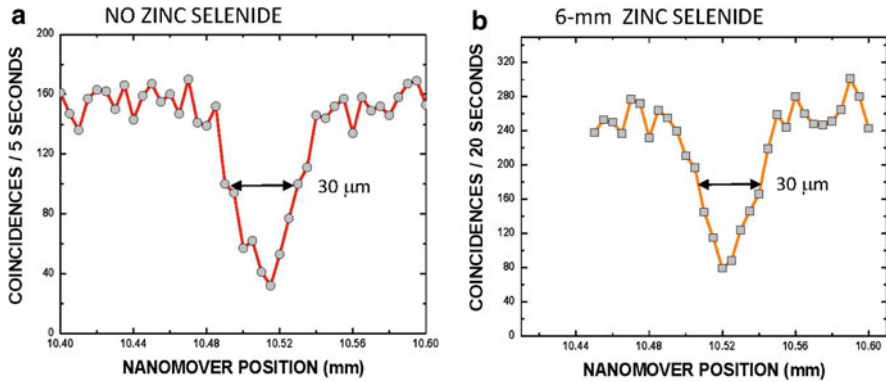 a
NO ZINC SELENIDE
200
160
120
80
40
0
COINCIDENCES / 5 SECONDS
30 μm
10.40
10.44
10.48
10.52
10.56
10.60
NANOMOVER POSITION (mm)
b
6-mm ZINC SELENIDE
320
280
240
200
160
120
80
40
0
COINCIDENCES / 20 SECONDS
30 μm
10.44
10.48
10.52
10.56
10.60
NANOMOVER POSITION (mm)